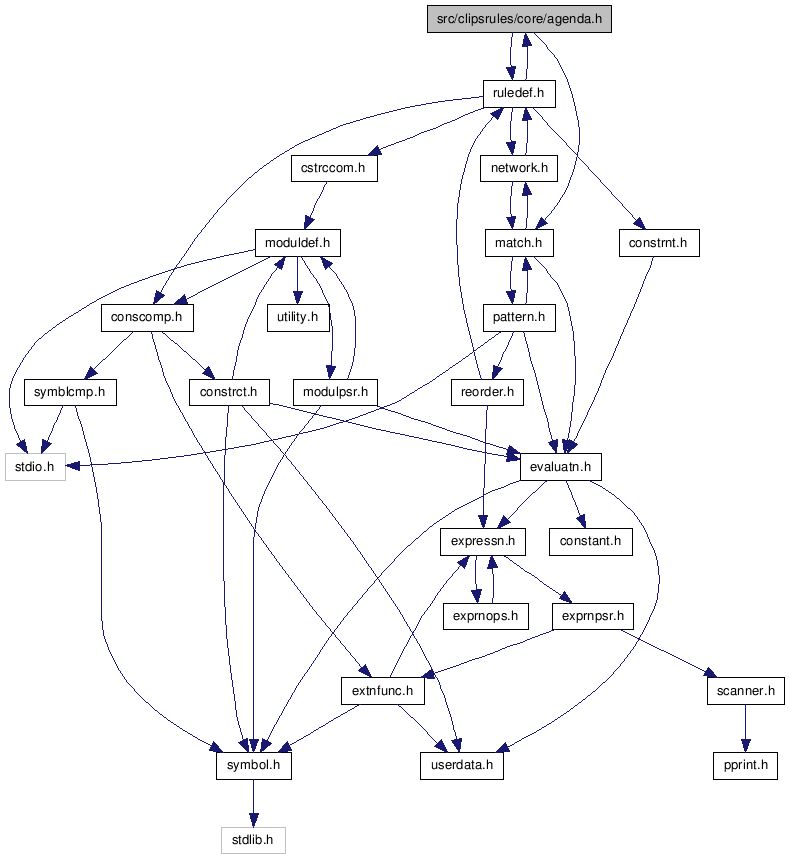 src/clipsrules/core/agenda.h
ruledef.h
cstrccom.h
network.h
moduldef.h
match.h
constrnt.h
conscomp.h
utility.h
pattern.h
symblcmp.h
constrct.h
modulpsr.h
reorder.h
stdio.h
evaluatn.h
expressn.h
constant.h
exprnops.h
exprnpsr.h
extnfunc.h
scanner.h
symbol.h
userdata.h
pprint.h
stdlib.h